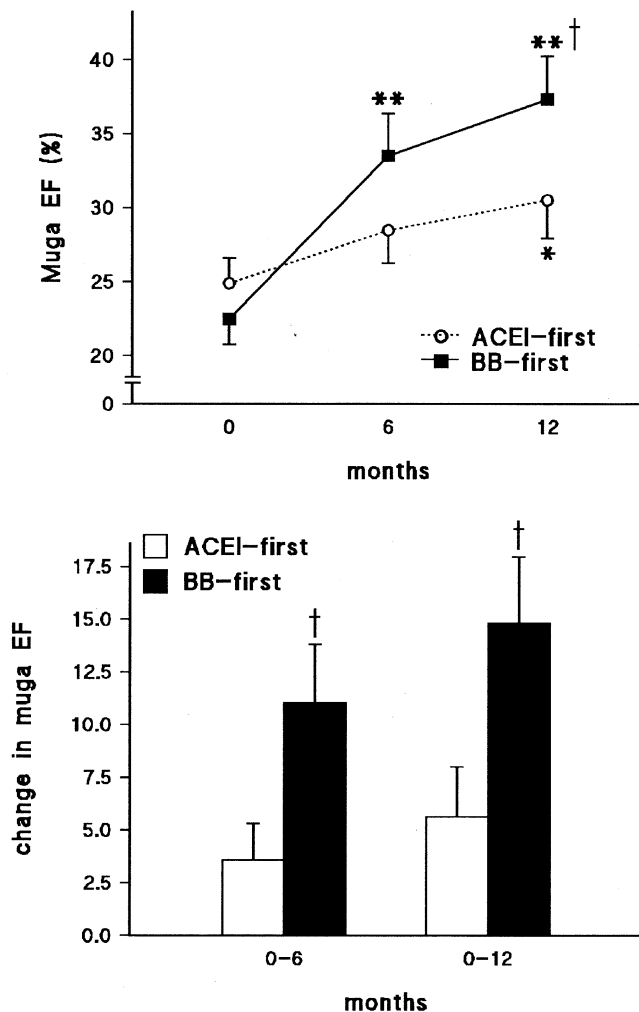 ** †
40
**
35
Muga EF (%)
30
25
*
20
ACEI-first
BB-first
0
0 6 12
months
ACEI-first
BB-first
†
17.5
15.0
†
12.5
change in muga EF
10.0
7.5
5.0
2.5
0.0
0-6 0-12
months